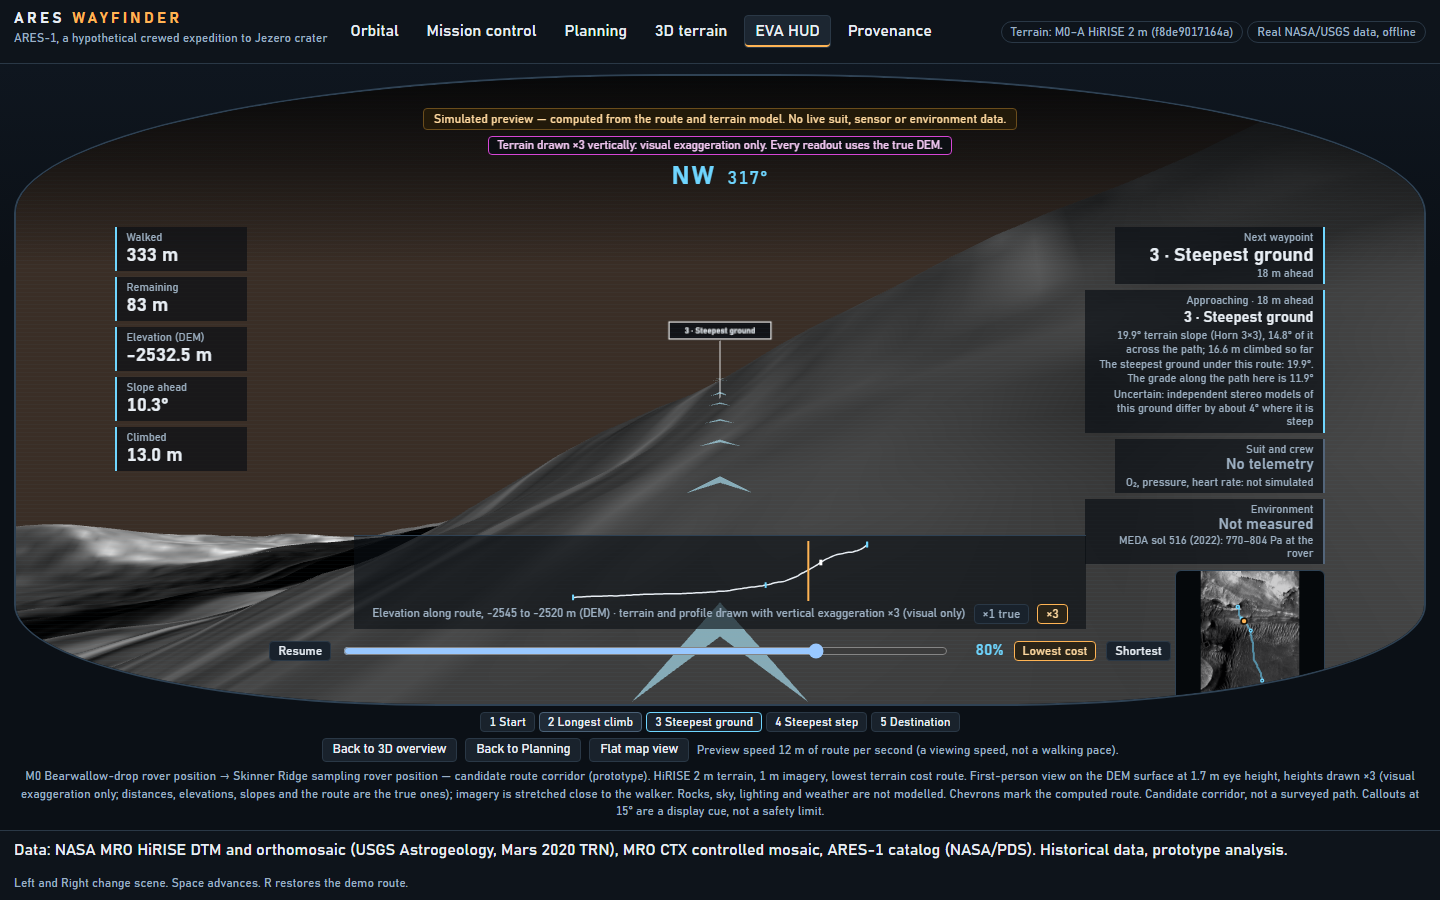 ARES WAYFINDER
ARES-1, a hypothetical crewed expedition to Jezero crater
Orbital
Mission control
Planning
3D terrain
EVA HUD
Provenance
Terrain: M0-A HiRISE 2 m (f8de9017164a)
Real NASA/USGS data, offline
Simulated preview — computed from the route and terrain model. No live suit, sensor or environment data.
Terrain drawn ×3 vertically: visual exaggeration only. Every readout uses the true DEM.
NW 317°
Walked
333 m
Remaining
83 m
Elevation (DEM)
−2532.5 m
Slope ahead
10.3°
Climbed
13.0 m
3 · Steepest ground
Next waypoint
3 · Steepest ground
18 m ahead
Approaching · 18 m ahead
3 · Steepest ground
19.9° terrain slope (Horn 3×3), 14.8° of it
across the path; 16.6 m climbed so far
The steepest ground under this route: 19.9°.
The grade along the path here is 11.9°
Uncertain: independent stereo models of
this ground differ by about 4° where it is
steep
Suit and crew
No telemetry
O₂, pressure, heart rate: not simulated
Environment
Not measured
MEDA sol 516 (2022): 770–804 Pa at the
rover
Elevation along route, −2545 to −2520 m (DEM) · terrain and profile drawn with vertical exaggeration ×3 (visual only)
×1 true
×3
Resume
80%
Lowest cost
Shortest
1 Start
2 Longest climb
3 Steepest ground
4 Steepest step
5 Destination
Back to 3D overview
Back to Planning
Flat map view
Preview speed 12 m of route per second (a viewing speed, not a walking pace).
M0 Bearwallow-drop rover position → Skinner Ridge sampling rover position — candidate route corridor (prototype). HiRISE 2 m terrain, 1 m imagery, lowest terrain cost route. First-person view on the DEM surface at 1.7 m eye height, heights drawn ×3 (visual
exaggeration only; distances, elevations, slopes and the route are the true ones); imagery is stretched close to the walker. Rocks, sky, lighting and weather are not modelled. Chevrons mark the computed route. Candidate corridor, not a surveyed path. Callouts at
15° are a display cue, not a safety limit.
Data: NASA MRO HiRISE DTM and orthomosaic (USGS Astrogeology, Mars 2020 TRN), MRO CTX controlled mosaic, ARES-1 catalog (NASA/PDS). Historical data, prototype analysis.
Left and Right change scene. Space advances. R restores the demo route.